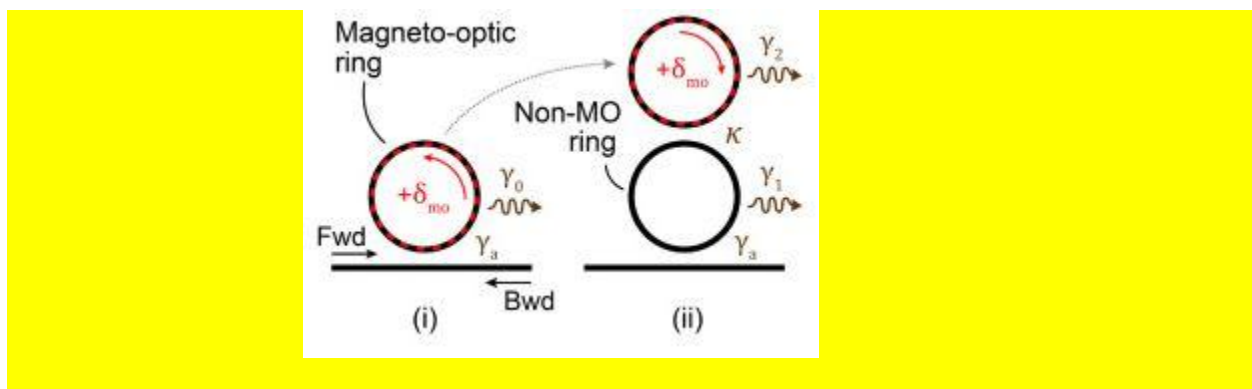 Magneto-optic
ring
+δmo
γ0
Fwd
γa
Bwd
(i)
+δmo
γ2
Non-MO
ring
κ
γ1
γa
(ii)